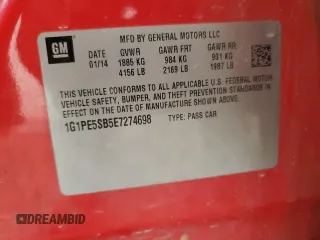 MFD BY GENERAL MOTORS LLC
GM
01/14 GVWR GAWR FRT GAWR RR
1885 KG 984 KG 901 KG
4156 LB 2169 LB 1987 LB
THIS VEHICLE CONFORMS TO ALL APPLICABLE U.S. FEDERAL MOTOR
VEHICLE SAFETY, BUMPER, AND THEFT PREVENTION STANDARDS IN
EFFECT ON THE DATE OF MANUFACTURE SHOWN ABOVE.
1G1PE5SB5E7274698 TYPE: PASS CAR
DREAMBID